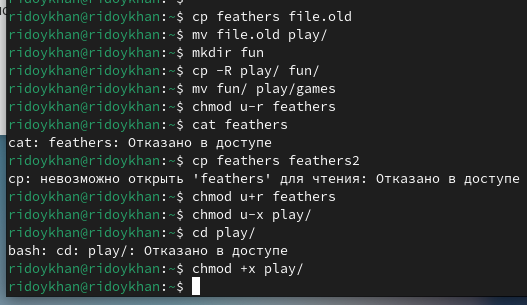 ridoykhan@ridoykhan:~$ cp feathers file.old
ridoykhan@ridoykhan:~$ mv file.old play/
ridoykhan@ridoykhan:~$ mkdir fun
ridoykhan@ridoykhan:~$ cp -R play/ fun/
ridoykhan@ridoykhan:~$ mv fun/ play/games
ridoykhan@ridoykhan:~$ chmod u-r feathers
ridoykhan@ridoykhan:~$ cat feathers
cat: feathers: Отказано в доступе
ridoykhan@ridoykhan:~$ cp feathers feathers2
cp: невозможно открыть 'feathers' для чтения: Отказано в доступе
ridoykhan@ridoykhan:~$ chmod u+r feathers
ridoykhan@ridoykhan:~$ chmod u-x play/
ridoykhan@ridoykhan:~$ cd play/
bash: cd: play/: Отказано в доступе
ridoykhan@ridoykhan:~$ chmod +x play/
ridoykhan@ridoykhan:~$